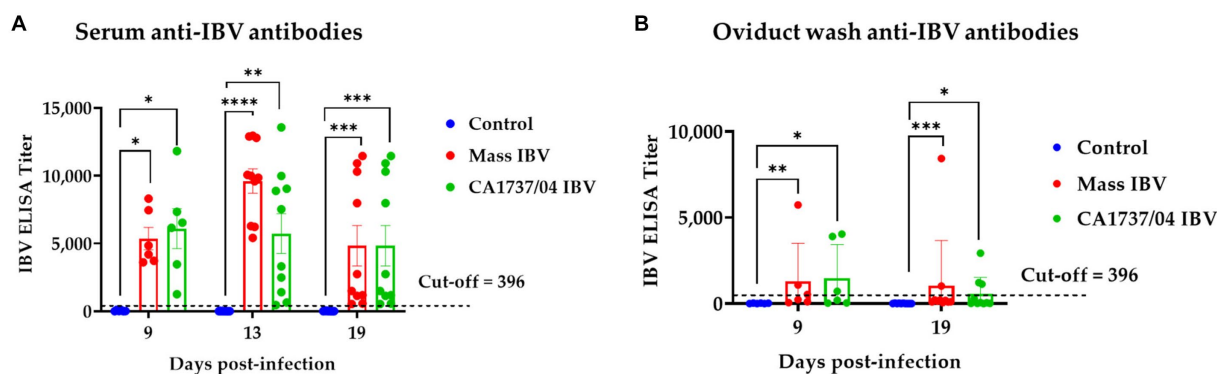 A
Serum anti-IBV antibodies
IBV ELISA Titer
15,000
10,000
5,000
0
*
*
****
**
***
***
Control
Mass IBV
CA1737/04 IBV
Cut-off = 396
9
13
19
Days post-infection
B
Oviduct wash anti-IBV antibodies
IBV ELISA Titer
10,000
5,000
0
**
*
***
*
Control
Mass IBV
CA1737/04 IBV
Cut-off = 396
9
19
Days post-infection